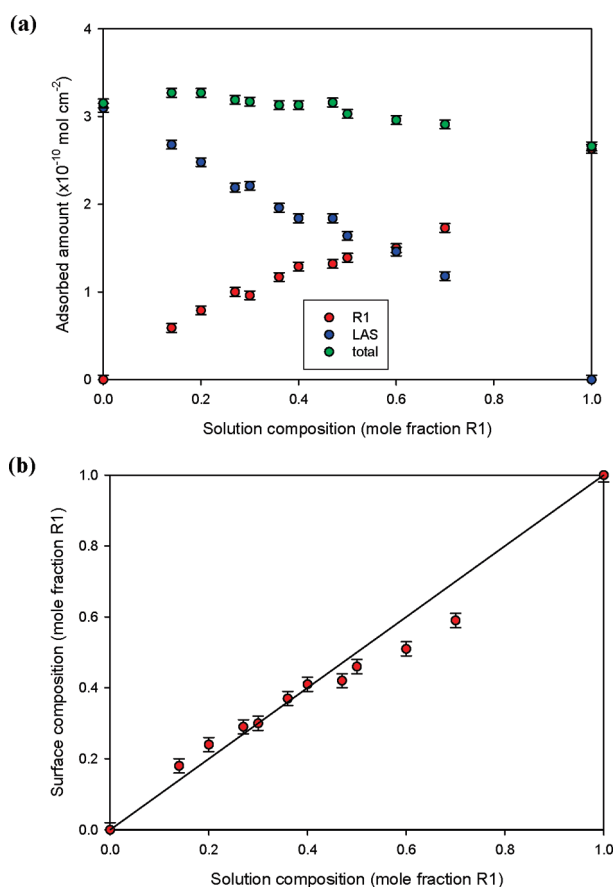 (a)
4
3
2
1
0
Adsorbed amount (x10⁻¹⁰ mol cm⁻²)
R1
LAS
total
0.0 0.2 0.4 0.6 0.8 1.0
Solution composition (mole fraction R1)
(b)
1.0
0.8
0.6
0.4
0.2
0.0
Surface composition (mole fraction R1)
0.0 0.2 0.4 0.6 0.8 1.0
Solution composition (mole fraction R1)